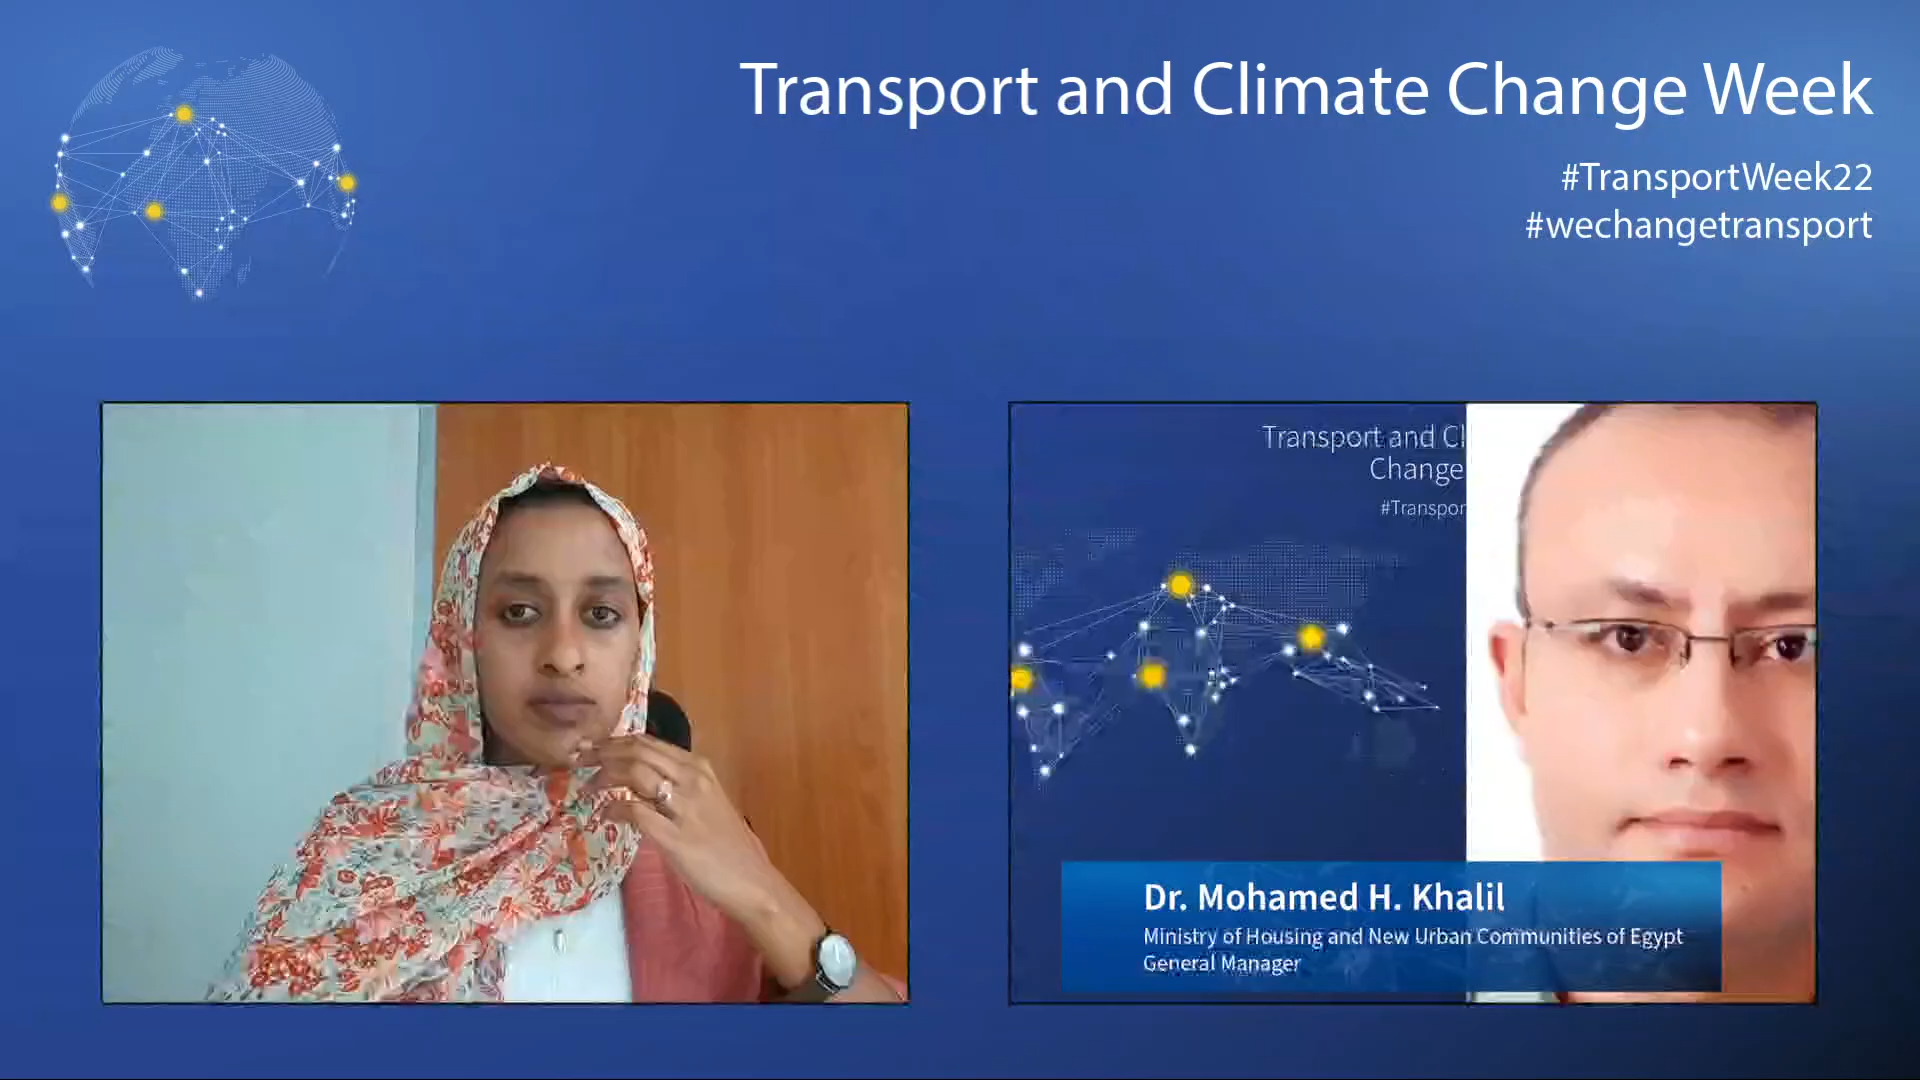 Transport and Climate Change Week
#TransportWeek22
#wechangetransport
Transport and Cl
Change
#Transpor
Dr. Mohamed H. Khalil
Ministry of Housing and New Urban Communities of Egypt
General Manager